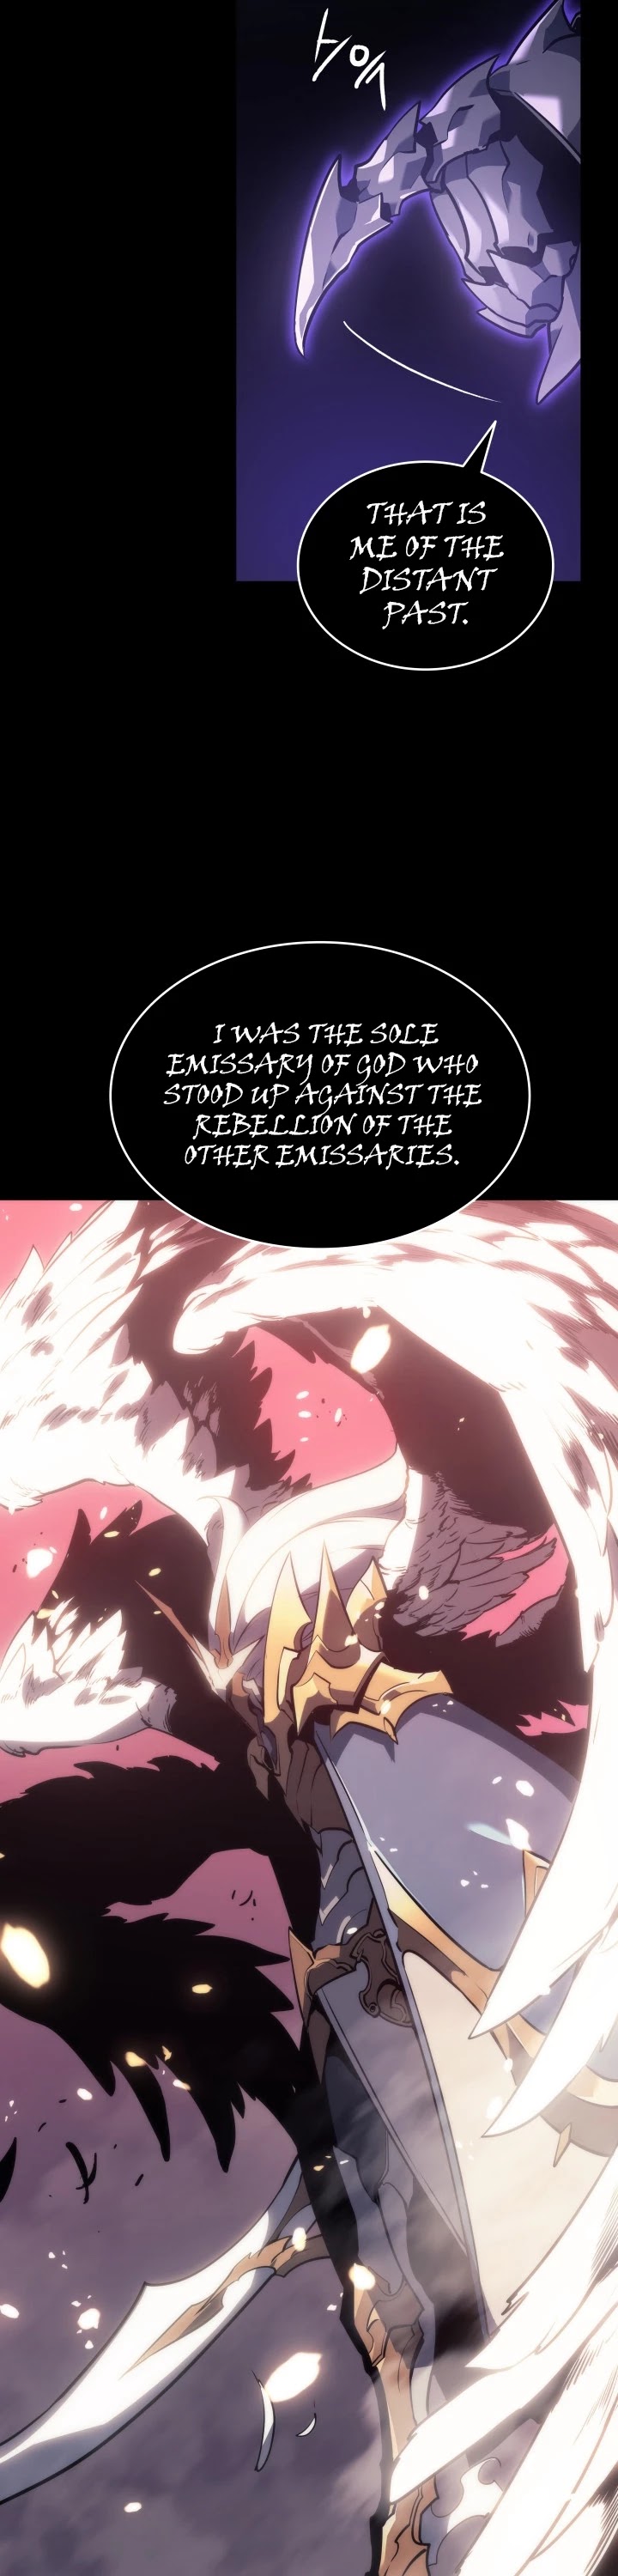 THAT IS
ME OF THE
DISTANT
PAST.
I WAS THE SOLE
EMISSARY OF GOD WHO
STOOD UP AGAINST THE
REBELLION OF THE
OTHER EMISSARIES.